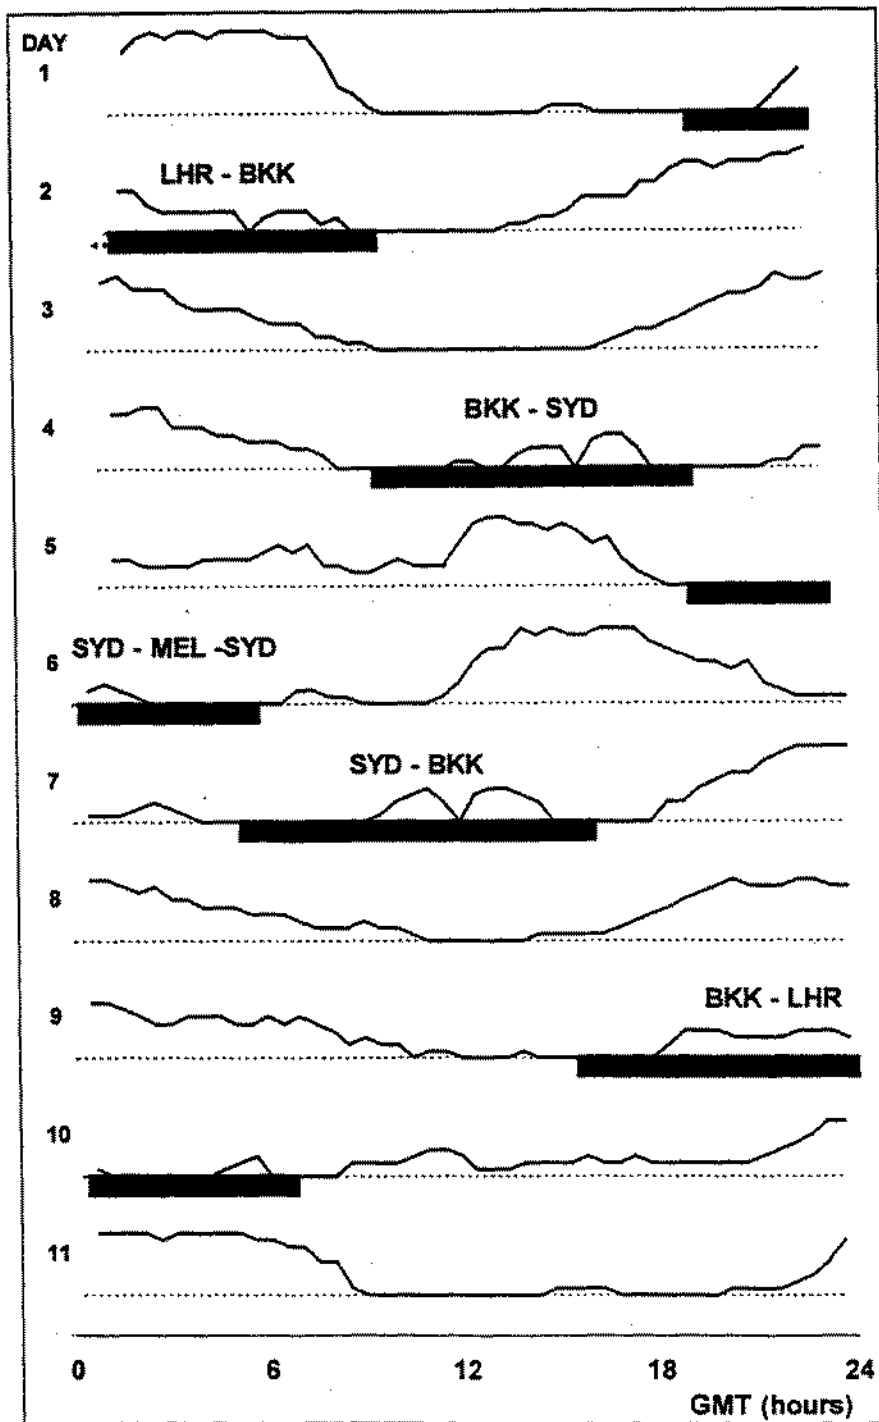 DAY
1
LHR - BKK
2
3
BKK - SYD
4
5
SYD - MEL -SYD
6
SYD - BKK
7
8
BKK - LHR
9
10
11
0 6 12 18 24
GMT (hours)